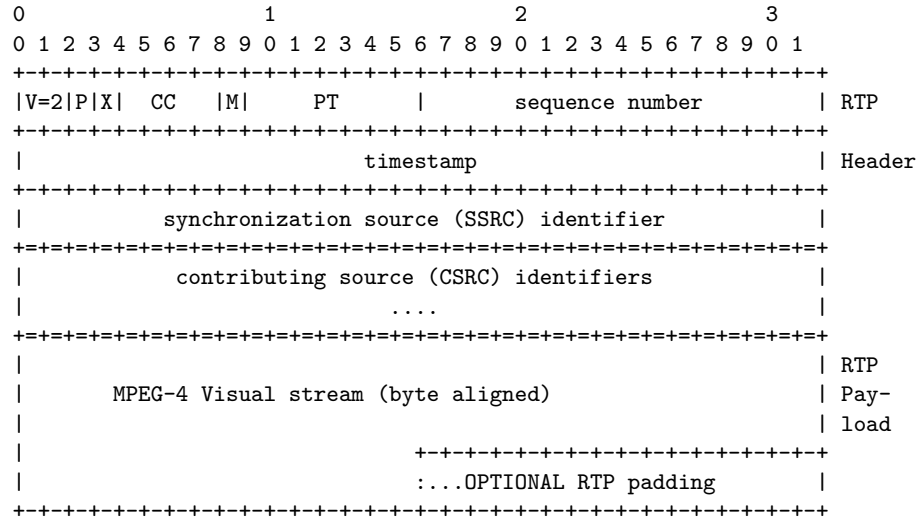 0                   1                   2                   3
0 1 2 3 4 5 6 7 8 9 0 1 2 3 4 5 6 7 8 9 0 1 2 3 4 5 6 7 8 9 0 1
+-+-+-+-+-+-+-+-+-+-+-+-+-+-+-+-+-+-+-+-+-+-+-+-+-+-+-+-+-+-+-+-+
|V=2|P|X|  CC   |M|     PT      |       sequence number         | RTP
+-+-+-+-+-+-+-+-+-+-+-+-+-+-+-+-+-+-+-+-+-+-+-+-+-+-+-+-+-+-+-+-+
|                           timestamp                           | Header
+-+-+-+-+-+-+-+-+-+-+-+-+-+-+-+-+-+-+-+-+-+-+-+-+-+-+-+-+-+-+-+-+
|           synchronization source (SSRC) identifier            |
+=+=+=+=+=+=+=+=+=+=+=+=+=+=+=+=+=+=+=+=+=+=+=+=+=+=+=+=+=+=+=+=+
|            contributing source (CSRC) identifiers             |
|                             ....                              |
+=+=+=+=+=+=+=+=+=+=+=+=+=+=+=+=+=+=+=+=+=+=+=+=+=+=+=+=+=+=+=+=+
|                                                               | RTP
|       MPEG-4 Visual stream (byte aligned)                     | Pay-
|                                                               | load
|                               +-+-+-+-+-+-+-+-+-+-+-+-+-+-+-+-+
|                               :...OPTIONAL RTP padding        |
+-+-+-+-+-+-+-+-+-+-+-+-+-+-+-+-+-+-+-+-+-+-+-+-+-+-+-+-+-+-+-+-+